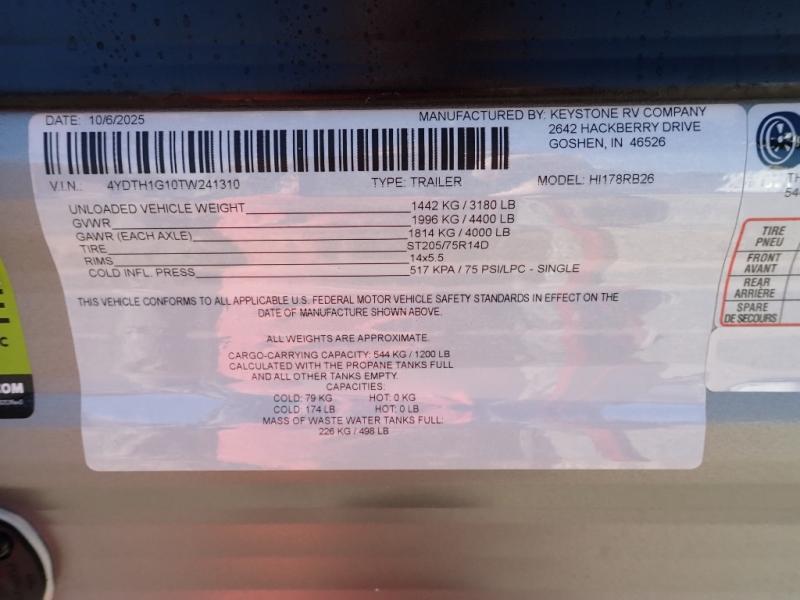 DATE: 10/6/2025
MANUFACTURED BY: KEYSTONE RV COMPANY
2642 HACKBERRY DRIVE
GOSHEN, IN 46526
V.I.N.: 4YDTH1G10TW241310 TYPE: TRAILER MODEL: HI178RB26
UNLOADED VEHICLE WEIGHT 1442 KG / 3180 LB
GVWR 1996 KG / 4400 LB
GAWR (EACH AXLE) 1814 KG / 4000 LB
TIRE ST205/75R14D
RIMS 14x5.5
COLD INFL. PRESS 517 KPA / 75 PSI/LPC - SINGLE
THIS VEHICLE CONFORMS TO ALL APPLICABLE U.S. FEDERAL MOTOR VEHICLE SAFETY STANDARDS IN EFFECT ON THE
DATE OF MANUFACTURE SHOWN ABOVE.
ALL WEIGHTS ARE APPROXIMATE.
CARGO-CARRYING CAPACITY: 544 KG / 1200 LB
CALCULATED WITH THE PROPANE TANKS FULL
AND ALL OTHER TANKS EMPTY.
CAPACITIES:
COLD: 79 KG HOT: 0 KG
COLD: 174 LB HOT: 0 LB
MASS OF WASTE WATER TANKS FULL:
226 KG / 498 LB
TH
54
TIRE
PNEU
FRONT
AVANT
REAR
ARRIÈRE
SPARE
DE SECOURS
C
.COM